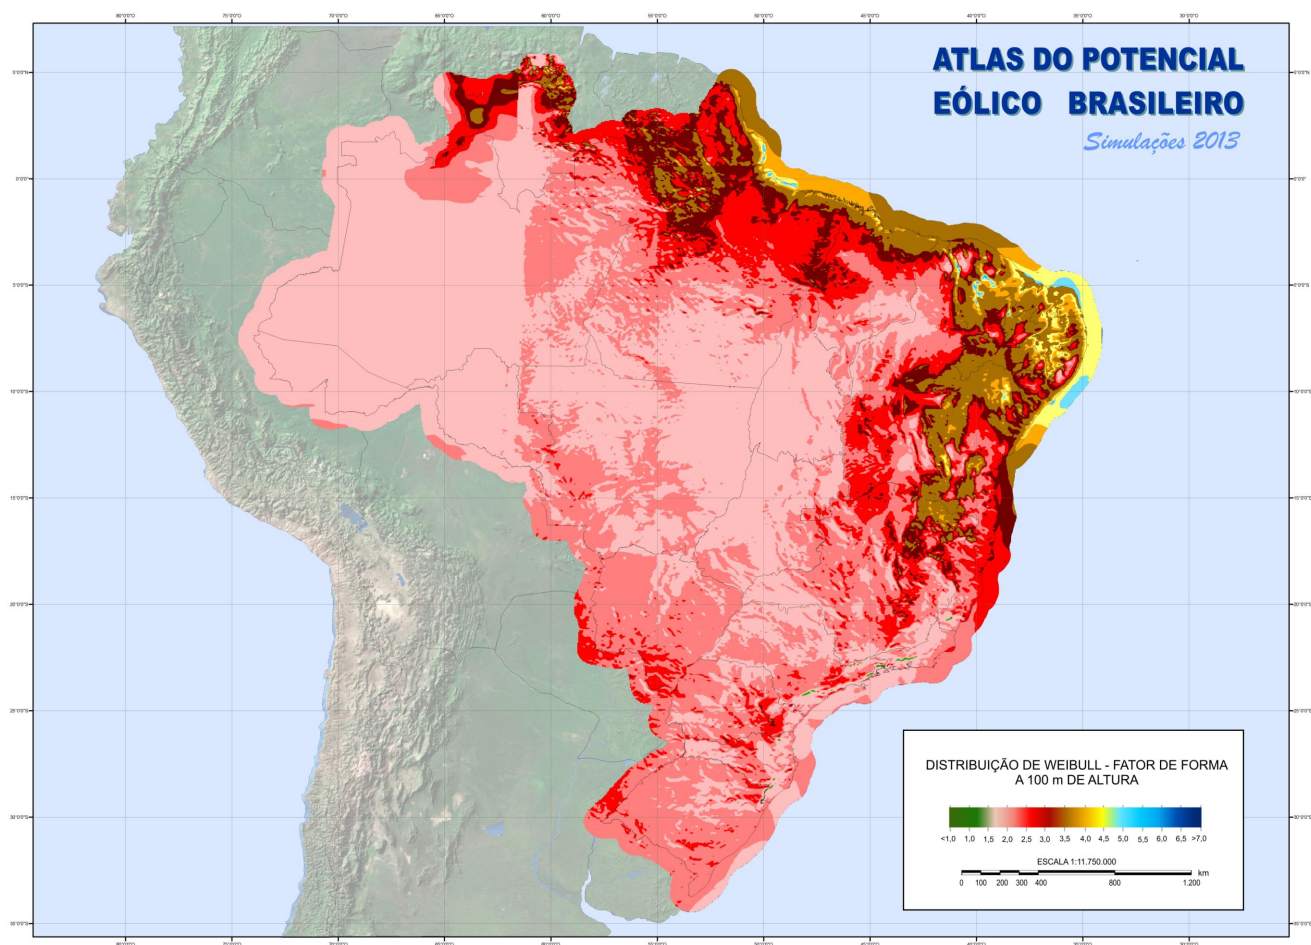 ATLAS DO POTENCIAL
EÓLICO BRASILEIRO
Simulações 2013
DISTRIBUIÇÃO DE WEIBULL - FATOR DE FORMA
A 100 m DE ALTURA
<1,0 1,0 1,5 2,0 2,5 3,0 3,5 4,0 4,5 5,0 5,5 6,0 6,5 >7,0
ESCALA 1:11.750.000
0 100 200 300 400 800 1.200 km